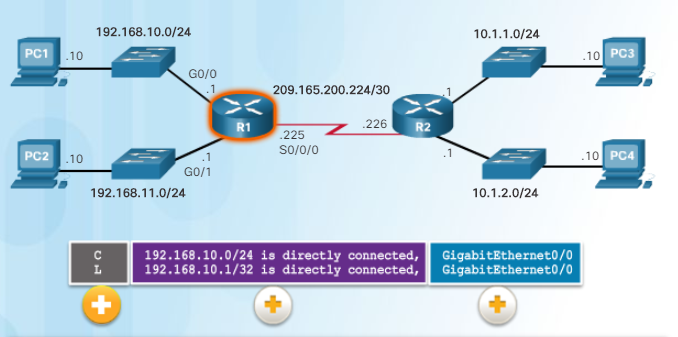 192.168.10.0/24
10.1.1.0/24
PC1
.10
.10
PC3
G0/0
.1
209.165.200.224/30
.1
R1
.225
.226
R2
S0/0/0
PC2
.10
.1
G0/1
.1
.10
PC4
192.168.11.0/24
10.1.2.0/24
C 192.168.10.0/24 is directly connected, GigabitEthernet0/0
L 192.168.10.1/32 is directly connected, GigabitEthernet0/0